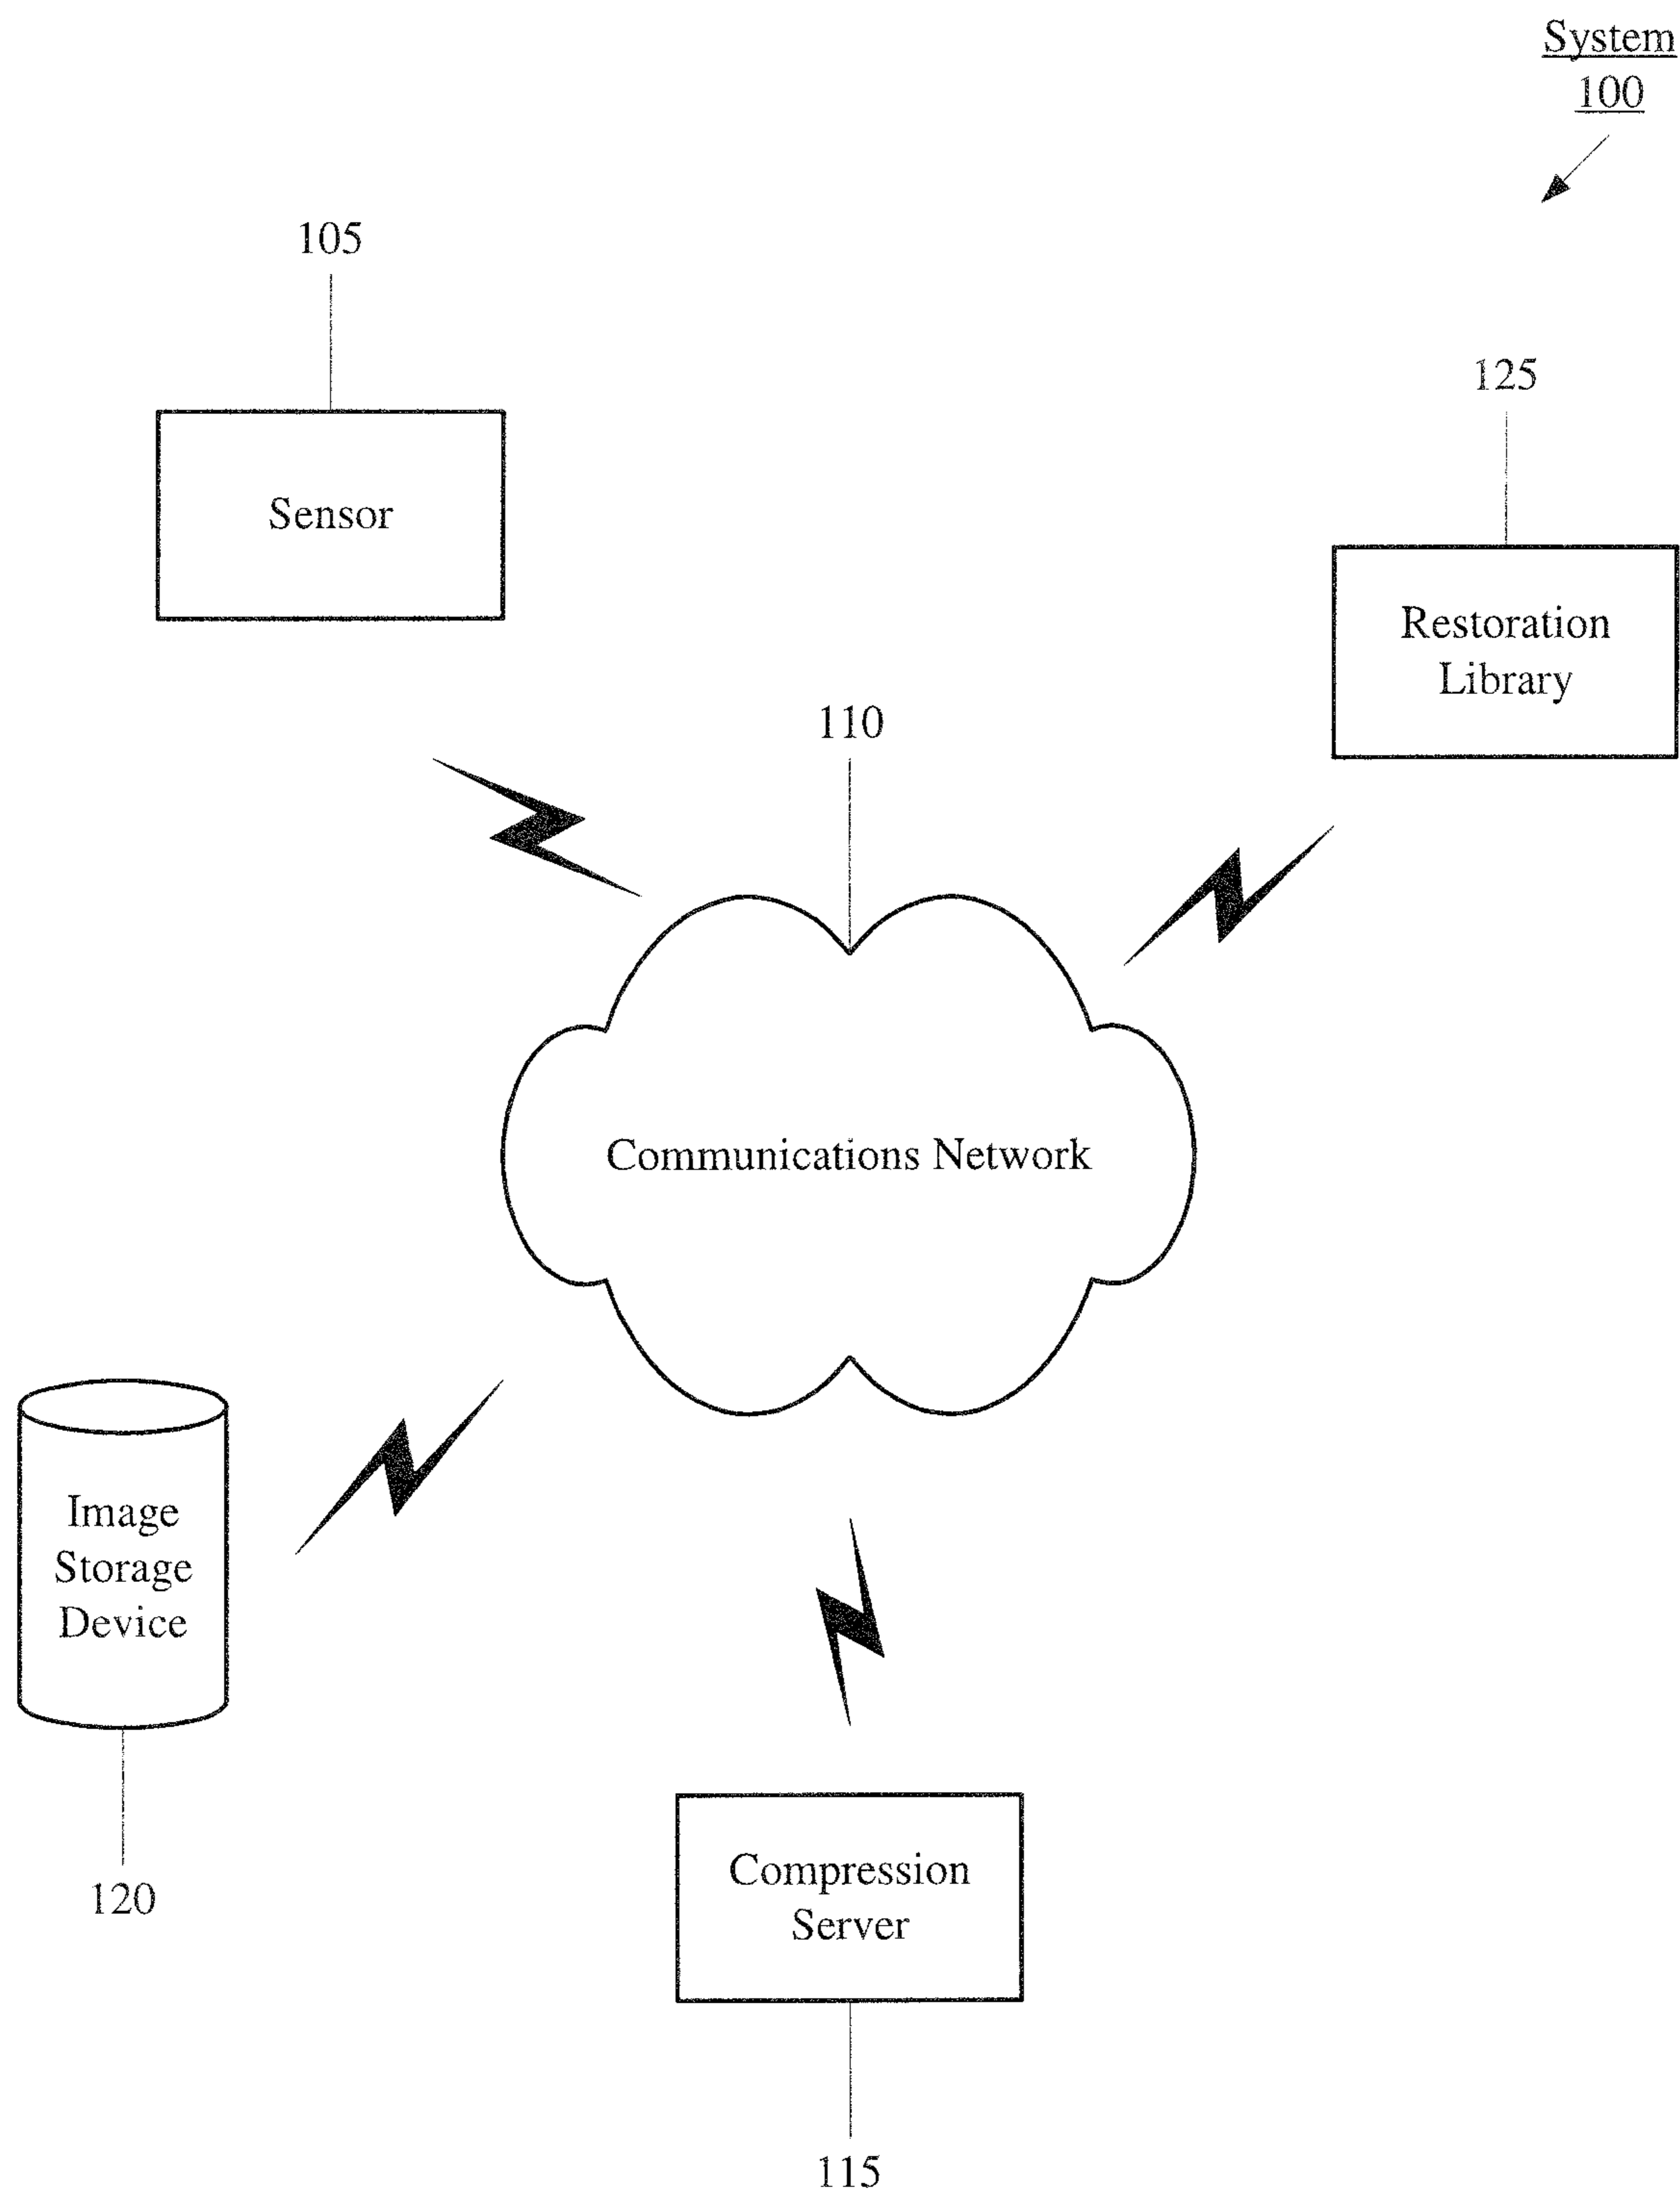 System
100
105
Sensor
125
Restoration
Library
110
Communications Network
Image
Storage
Device
120
Compression
Server
115